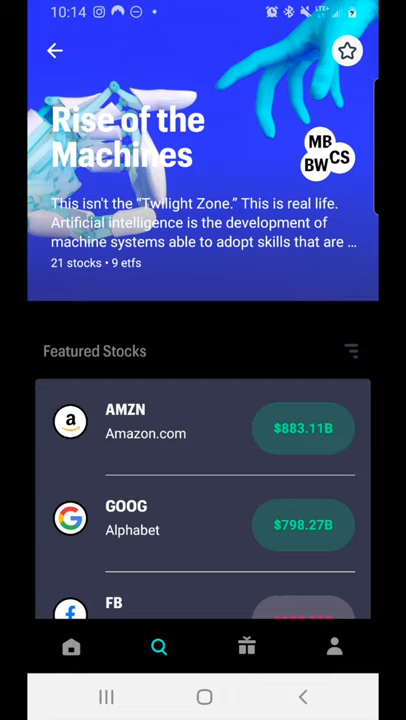 10:14
LTE+
Rise of the
Machines
MB
BW CS
This isn't the “Twilight Zone.” This is real life.
Artificial intelligence is the development of
machine systems able to adopt skills that are ...
21 stocks • 9 etfs
Featured Stocks
AMZN
Amazon.com
$883.11B
GOOG
Alphabet
$798.27B
FB